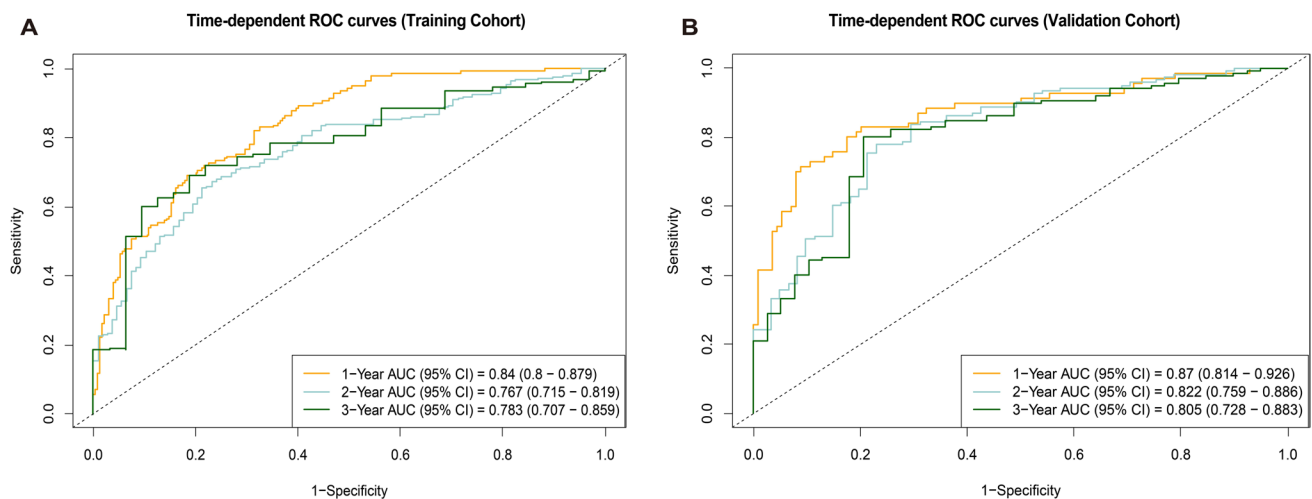 A
Time-dependent ROC curves (Training Cohort)
Sensitivity
0.0
0.2
0.4
0.6
0.8
1.0
1-Year AUC (95% CI) = 0.84 (0.8 − 0.879)
2-Year AUC (95% CI) = 0.767 (0.715 − 0.819)
3-Year AUC (95% CI) = 0.783 (0.707 − 0.859)
0.0 0.2 0.4 0.6 0.8 1.0
1−Specificity
B
Time-dependent ROC curves (Validation Cohort)
Sensitivity
0.0
0.2
0.4
0.6
0.8
1.0
1-Year AUC (95% CI) = 0.87 (0.814 − 0.926)
2-Year AUC (95% CI) = 0.822 (0.759 − 0.886)
3-Year AUC (95% CI) = 0.805 (0.728 − 0.883)
0.0 0.2 0.4 0.6 0.8 1.0
1−Specificity